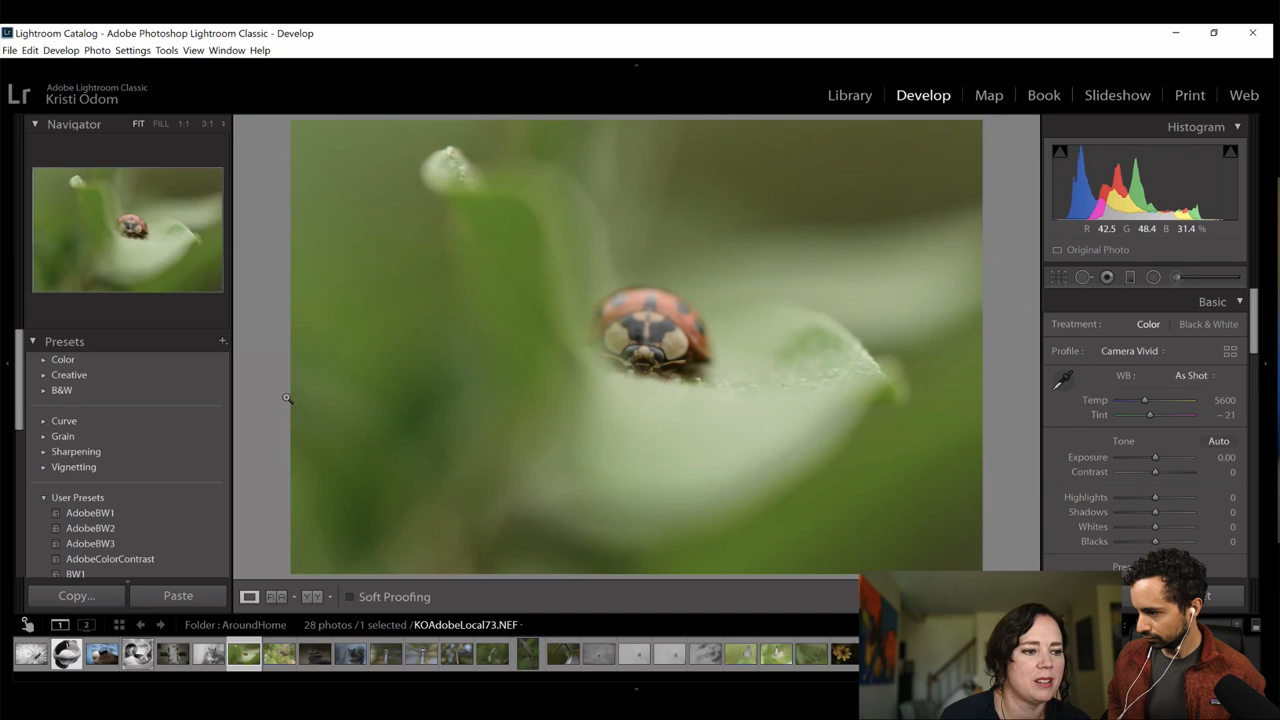 Lightroom Catalog - Adobe Photoshop Lightroom Classic - Develop
File Edit Develop Photo Settings Tools View Window Help
Lr Adobe Lightroom Classic
Kristi Odom
Library Develop Map Book Slideshow Print Web
Navigator FIT FILL 1:1 3:1
Presets +
Color
Creative
B&W
Curve
Grain
Sharpening
Vignetting
User Presets
AdobeBW1
AdobeBW2
AdobeBW3
AdobeColorContrast
BW1
Copy... Paste
Soft Proofing
1 2 Folder : AroundHome 28 photos / 1 selected / KOAdobeLocal73.NEF
Histogram
R 42.5 G 48.4 B 31.4 %
Original Photo
Basic
Treatment : Color Black & White
Profile : Camera Vivid
WB : As Shot
Temp 5600
Tint – 21
Tone Auto
Exposure 0.00
Contrast 0
Highlights 0
Shadows 0
Whites 0
Blacks 0